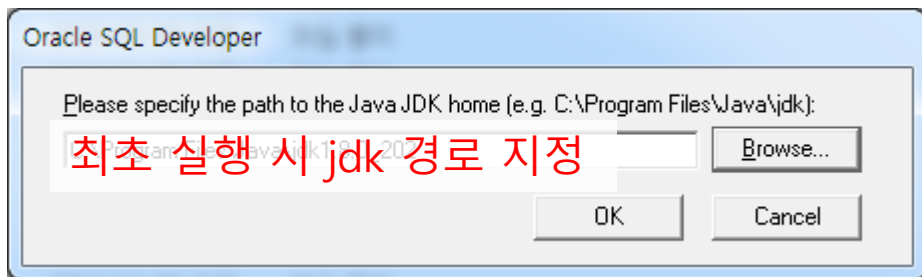 Oracle SQL Developer
Please specify the path to the Java JDK home (e.g. C:\Program Files\Java\jdk):
최초 실행 시 jdk 경로 지정
Browse...
OK
Cancel